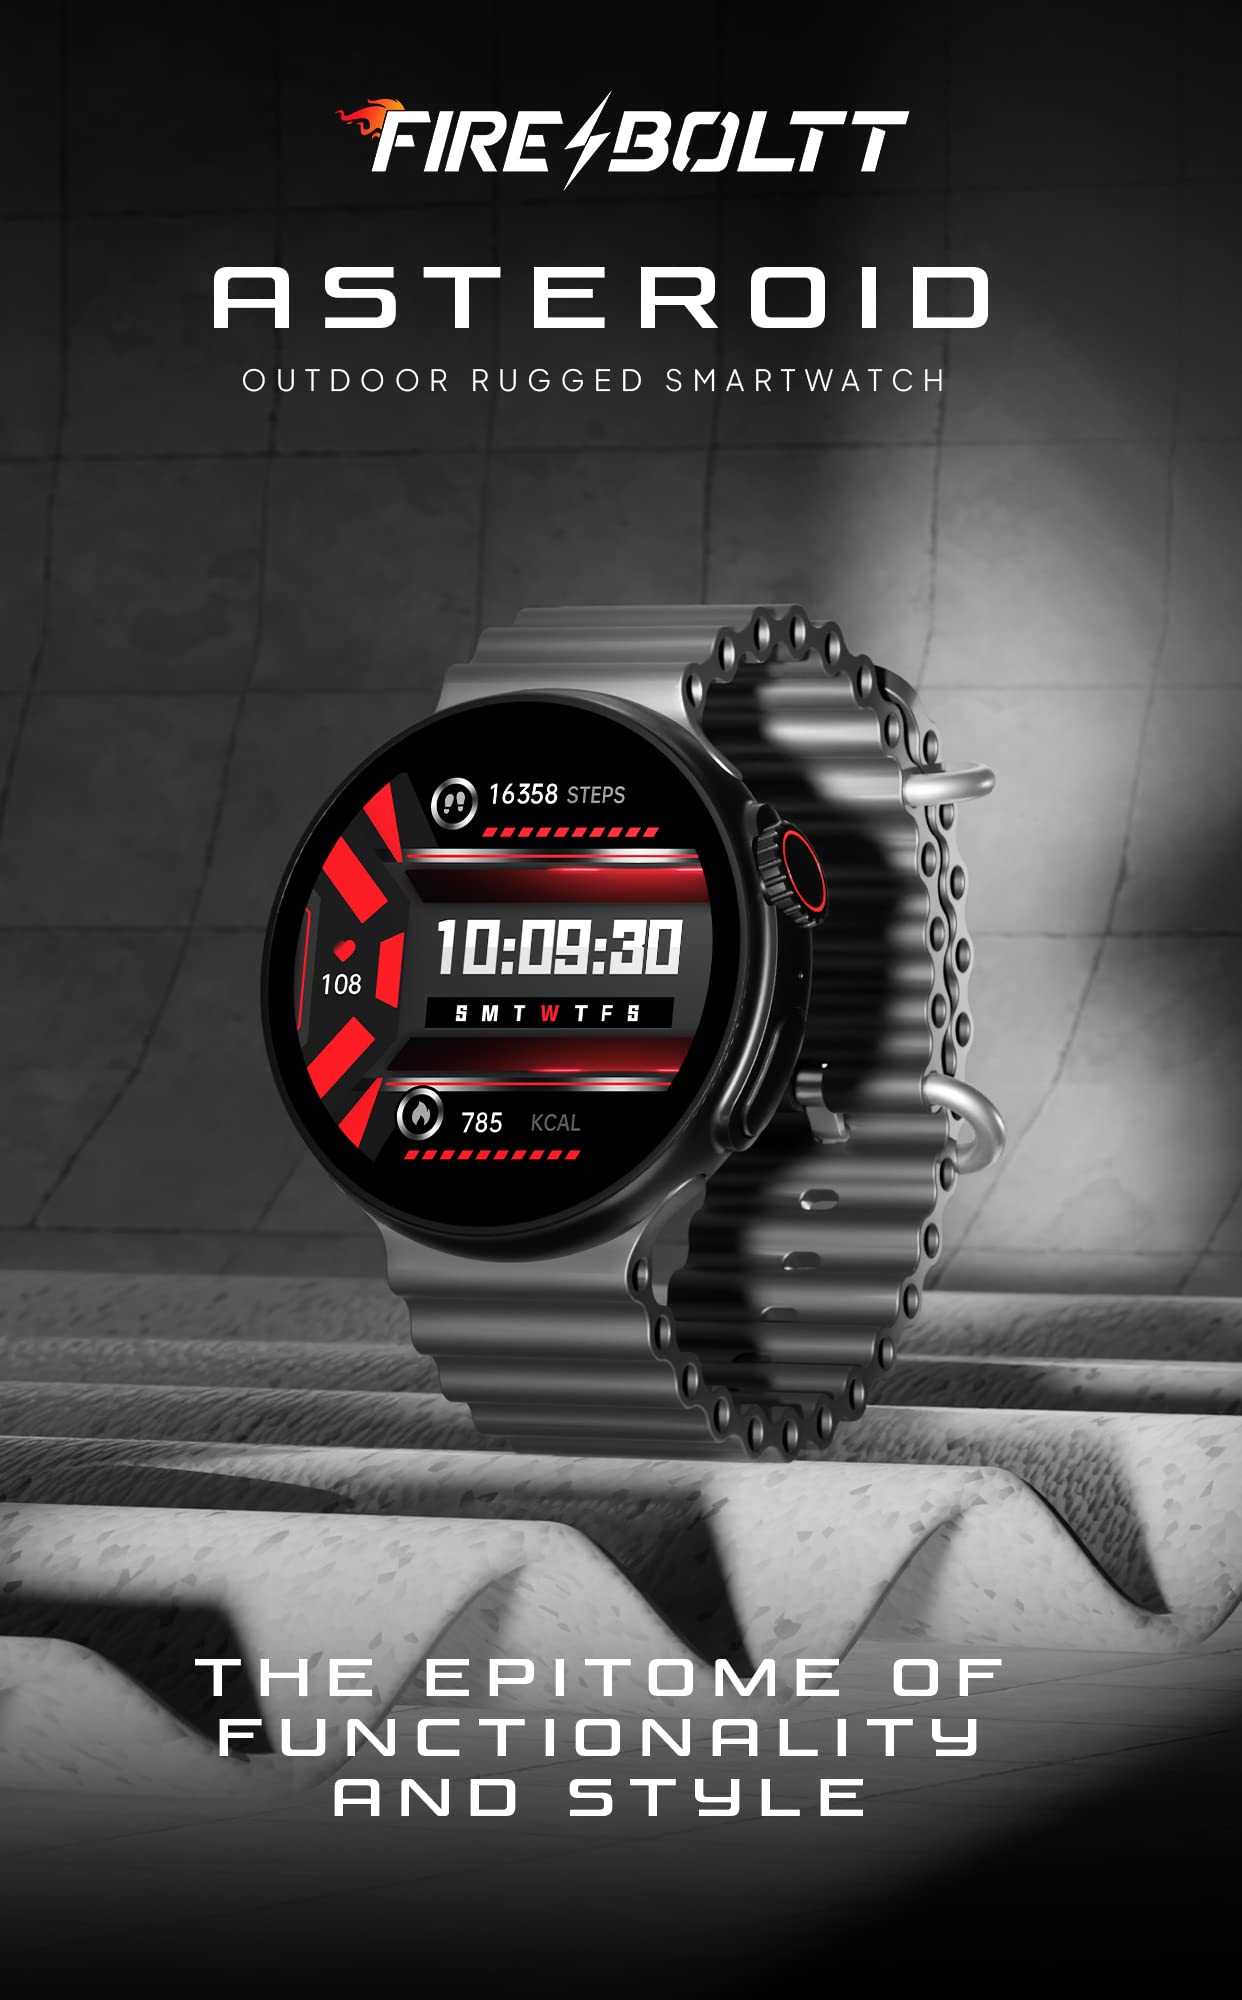 FIRE BOLTT
ASTEROID
OUTDOOR RUGGED SMARTWATCH
16358 STEPS
10:09:30
108
S M T W T F S
785 KCAL
THE EPITOME OF
FUNCTIONALITY
AND STYLE